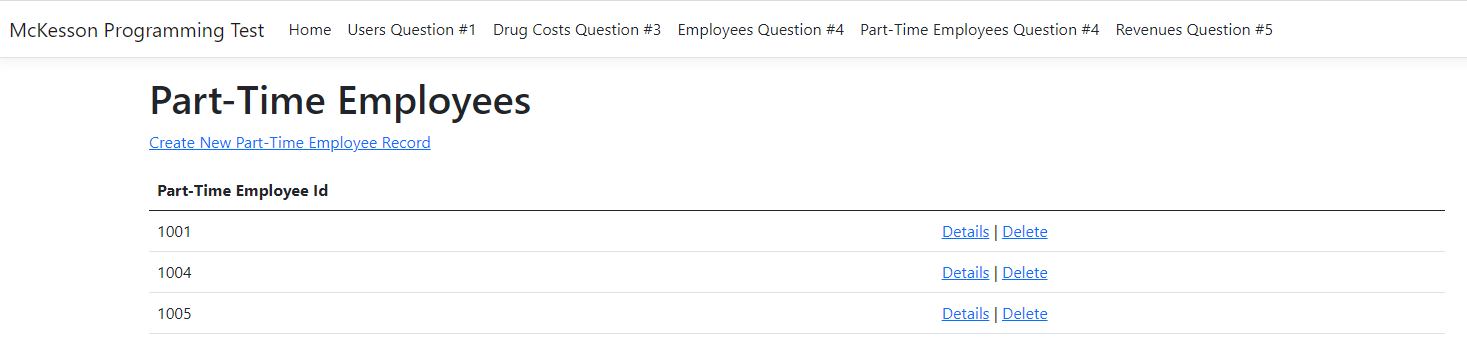 McKesson Programming Test Home Users Question #1 Drug Costs Question #3 Employees Question #4 Part-Time Employees Question #4 Revenues Question #5
Part-Time Employees
Create New Part-Time Employee Record
Part-Time Employee Id
1001 Details | Delete
1004 Details | Delete
1005 Details | Delete